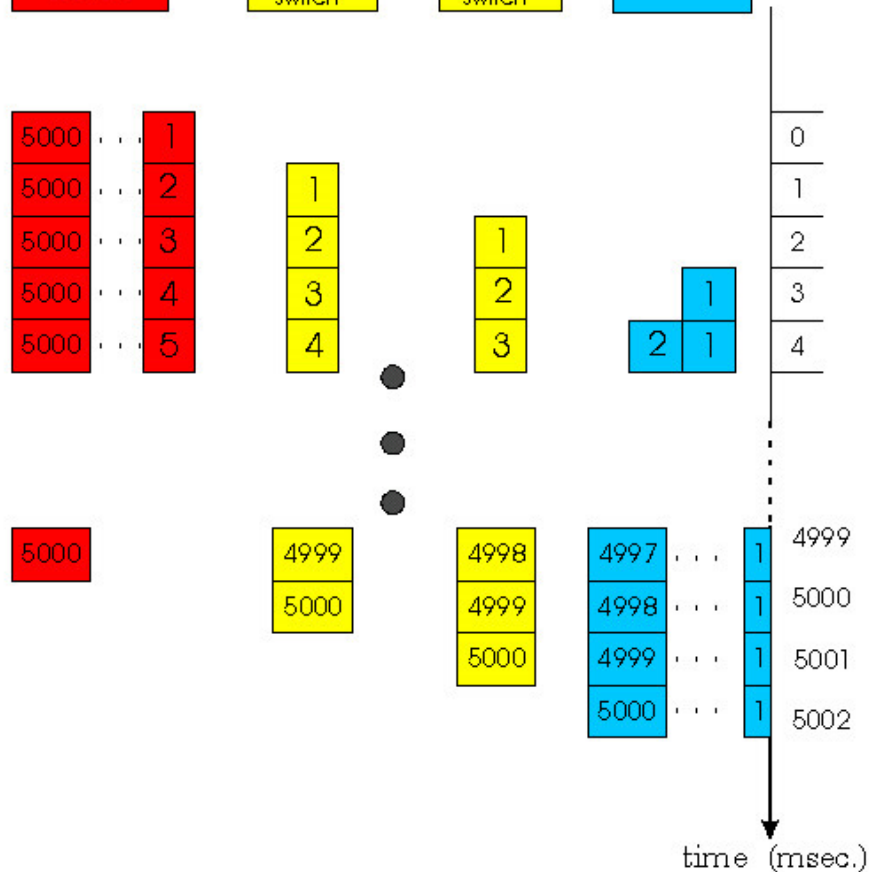 switch switch
5000 . . . 1 0
5000 . . . 2 1 1
5000 . . . 3 2 1 2
5000 . . . 4 3 2 1 3
5000 . . . 5 4 3 2 1 4
5000 4999 4998 4997 . . . 1 4999
5000 4999 4998 . . . 1 5000
5000 4999 . . . 1 5001
5000 . . . 1 5002
time (msec.)